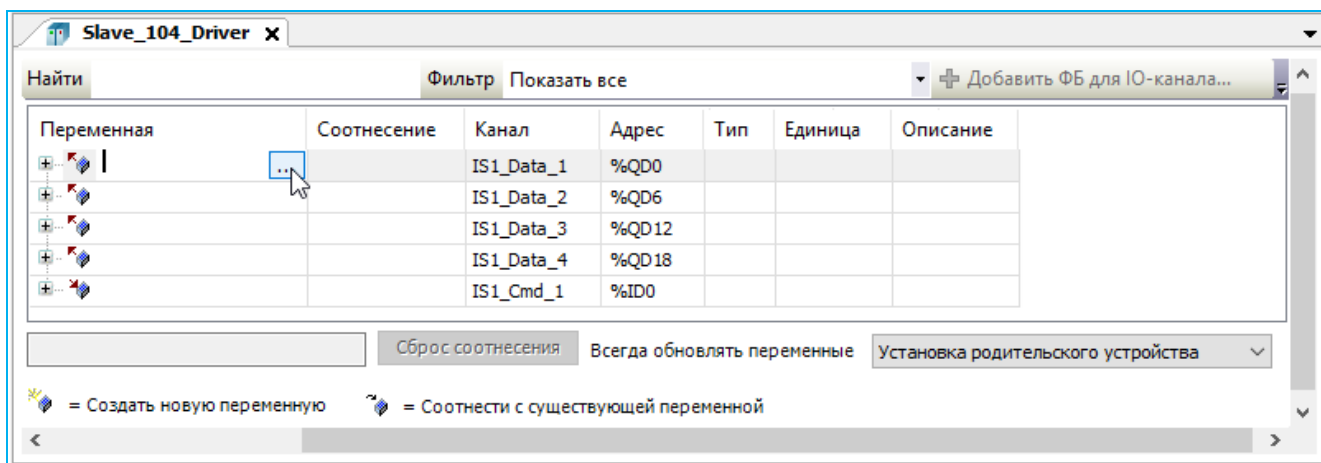 Slave_104_Driver x
Найти Фильтр Показать все Добавить ФБ для IO-канала...
Переменная Соотнесение Канал Адрес Тип Единица Описание
... IS1_Data_1 %QD0
IS1_Data_2 %QD6
IS1_Data_3 %QD12
IS1_Data_4 %QD18
IS1_Cmd_1 %ID0
Сброс соотнесения Всегда обновлять переменные Установка родительского устройства
= Создать новую переменную = Соотнести с существующей переменной